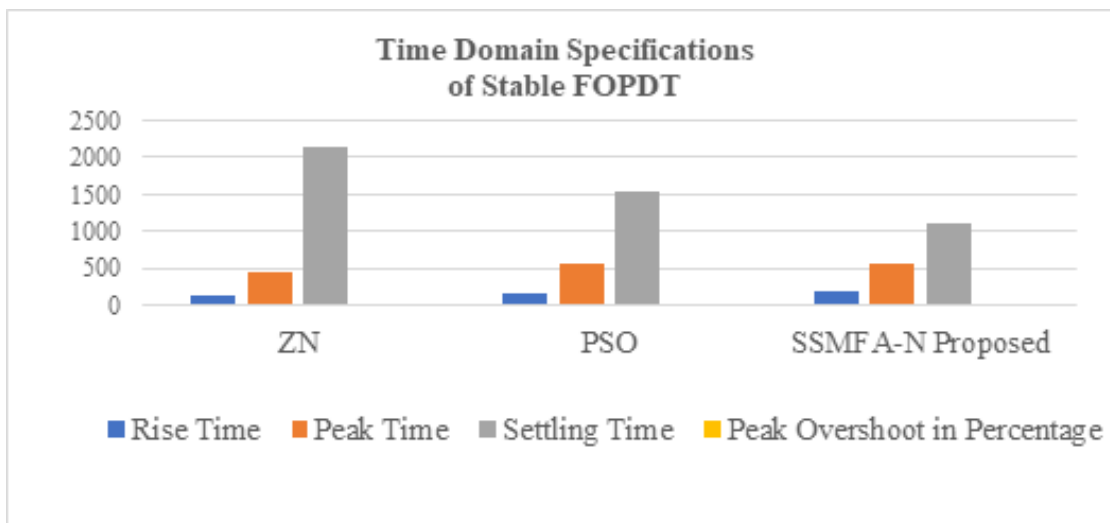 Time Domain Specifications
of Stable FOPDT
2500
2000
1500
1000
500
0
ZN PSO SSMFA-N Proposed
Rise Time Peak Time Settling Time Peak Overshoot in Percentage